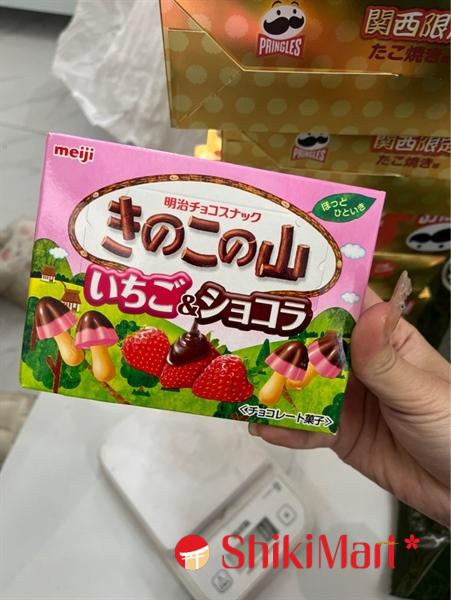 PRINGLES
関西限定
たこ焼き
PRINGLES
関西限定
たこ焼き
meiji
明治チョコスナック
ほっと
ひといき
きのこの山
いちご&ショコラ
<チョコレート菓子>
ShikiMart*